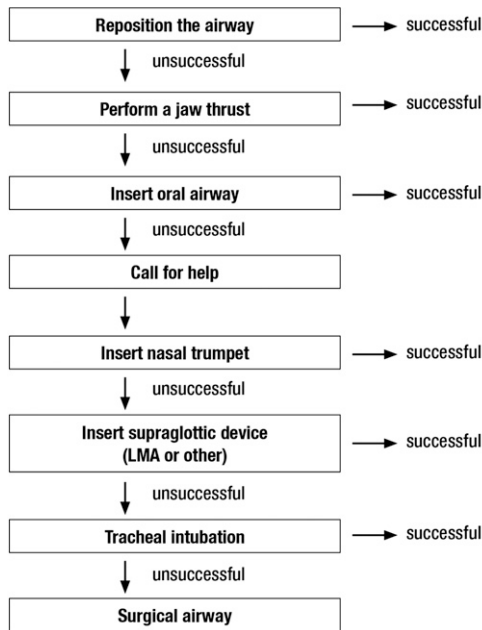 Reposition the airway
successful
unsuccessful
Perform a jaw thrust
successful
unsuccessful
Insert oral airway
successful
unsuccessful
Call for help
Insert nasal trumpet
successful
unsuccessful
Insert supraglottic device
(LMA or other)
successful
unsuccessful
Tracheal intubation
successful
unsuccessful
Surgical airway